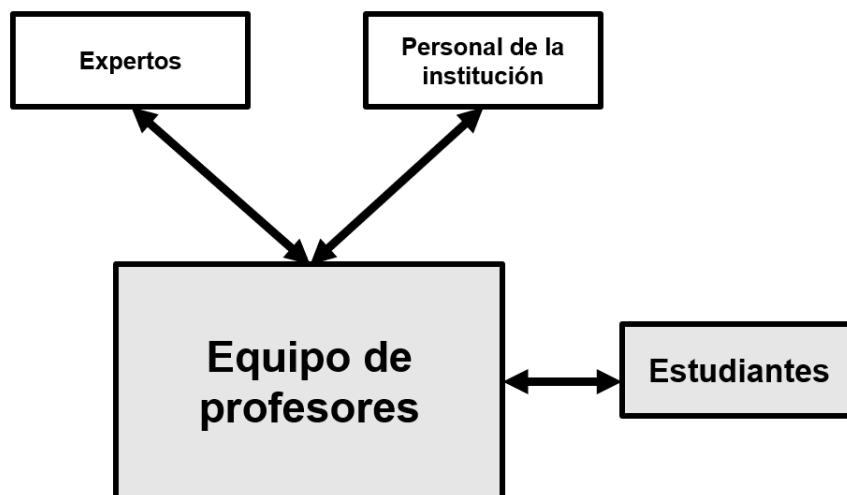 Expertos
Personal de la
institución
Equipo de
profesores
Estudiantes